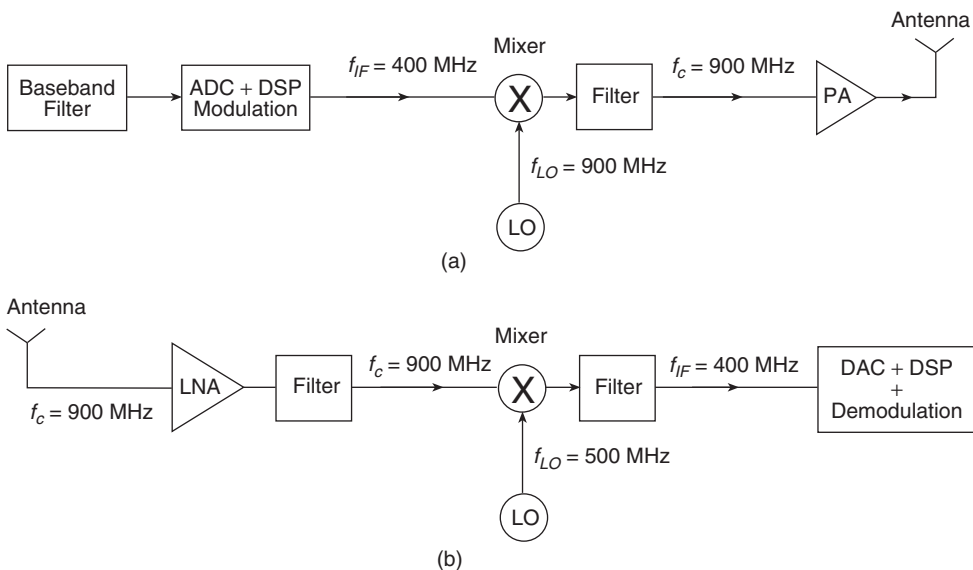 Antenna
Mixer
f_IF = 400 MHz
f_c = 900 MHz
Baseband
Filter
ADC + DSP
Modulation
X
Filter
PA
f_LO = 900 MHz
LO
(a)
Antenna
Mixer
f_c = 900 MHz
f_IF = 400 MHz
LNA
Filter
X
Filter
DAC + DSP
+
Demodulation
f_c = 900 MHz
f_LO = 500 MHz
LO
(b)